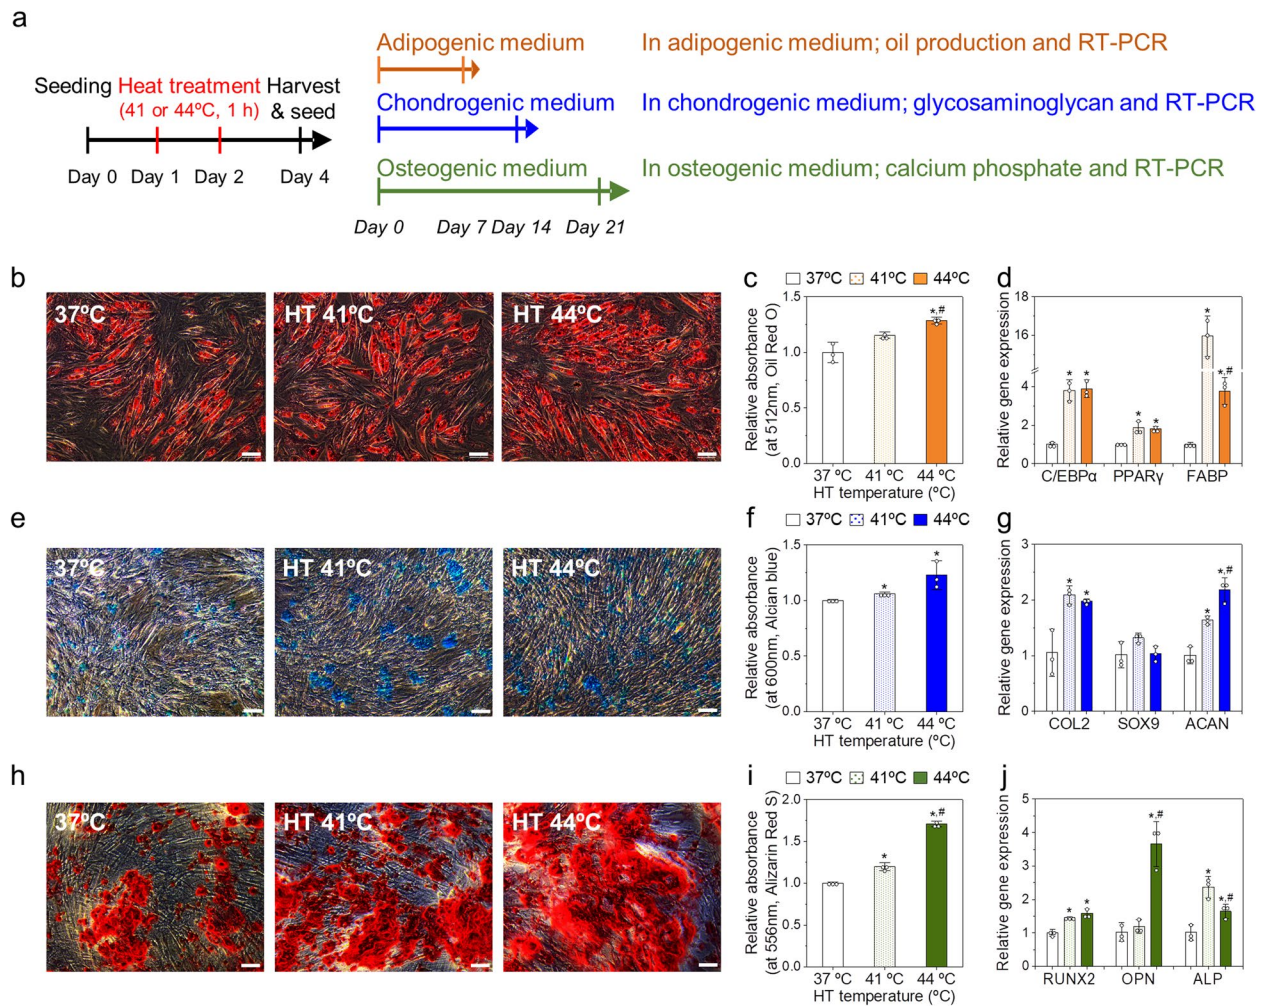 a
Adipogenic medium
In adipogenic medium; oil production and RT-PCR
Seeding Heat treatment Harvest
(41 or 44ºC, 1 h) & seed
Chondrogenic medium
In chondrogenic medium; glycosaminoglycan and RT-PCR
Osteogenic medium
In osteogenic medium; calcium phosphate and RT-PCR
Day 0 Day 1 Day 2 Day 4
Day 0 Day 7 Day 14 Day 21
b
37ºC
HT 41ºC
HT 44ºC
c
37ºC 41ºC 44ºC
Relative absorbance
(at 512nm, Oil Red O)
1.5
1.0
0.5
0.0
*,#
37 ºC 41 ºC 44 ºC
HT temperature (ºC)
d
Relative gene expression
18
16
4
2
0
* * * * * *,#
C/EBPα PPARγ FABP
e
37ºC
HT 41ºC
HT 44ºC
f
37ºC 41ºC 44ºC
Relative absorbance
(at 600nm, Alcian blue)
1.5
1.0
0.5
0.0
* *
37 ºC 41 ºC 44 ºC
HT temperature (ºC)
g
Relative gene expression
3
2
1
0
* * * *,#
COL2 SOX9 ACAN
h
37ºC
HT 41ºC
HT 44ºC
i
37ºC 41ºC 44ºC
Relative absorbance
(at 556nm, Alizarin Red S)
2.0
1.5
1.0
0.5
0.0
* *,#
37 ºC 41 ºC 44 ºC
HT temperature (ºC)
j
Relative gene expression
5
4
3
2
1
0
* * *,# * *,#
RUNX2 OPN ALP